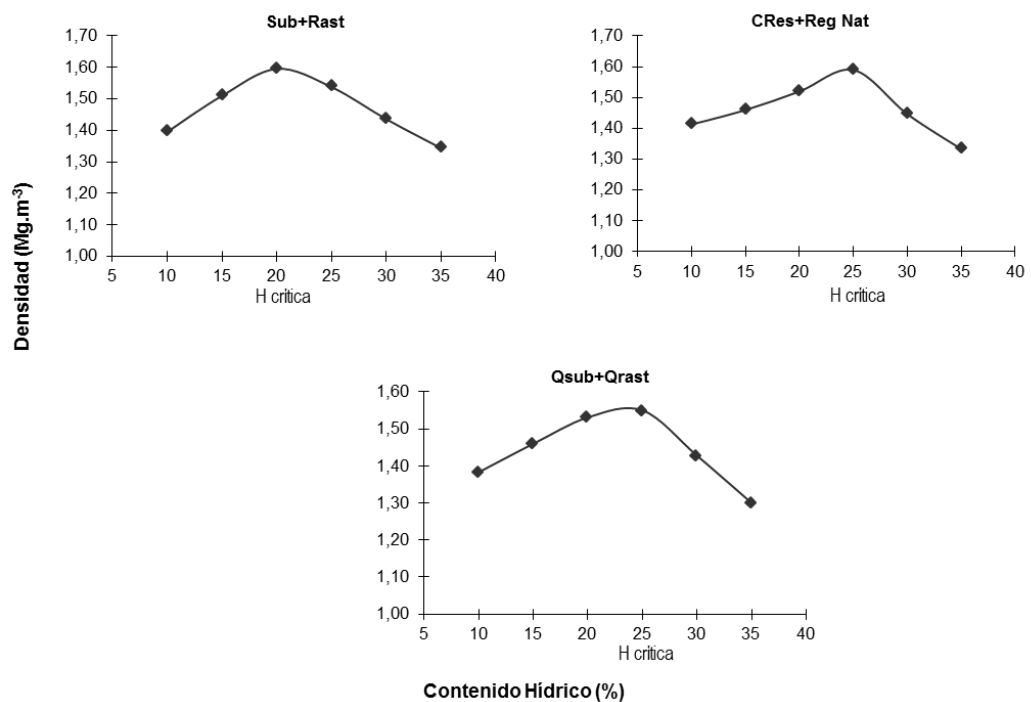 Sub+Rast
1,70
1,60
1,50
1,40
1,30
1,20
1,10
1,00
5 10 15 20 25 30 35 40
H crítica
CRes+Reg Nat
1,70
1,60
1,50
1,40
1,30
1,20
1,10
1,00
5 10 15 20 25 30 35 40
H crítica
Densidad (Mg.m-³)
Qsub+Qrast
1,60
1,50
1,40
1,30
1,20
1,10
1,00
5 10 15 20 25 30 35 40
H crítica
Contenido Hídrico (%)